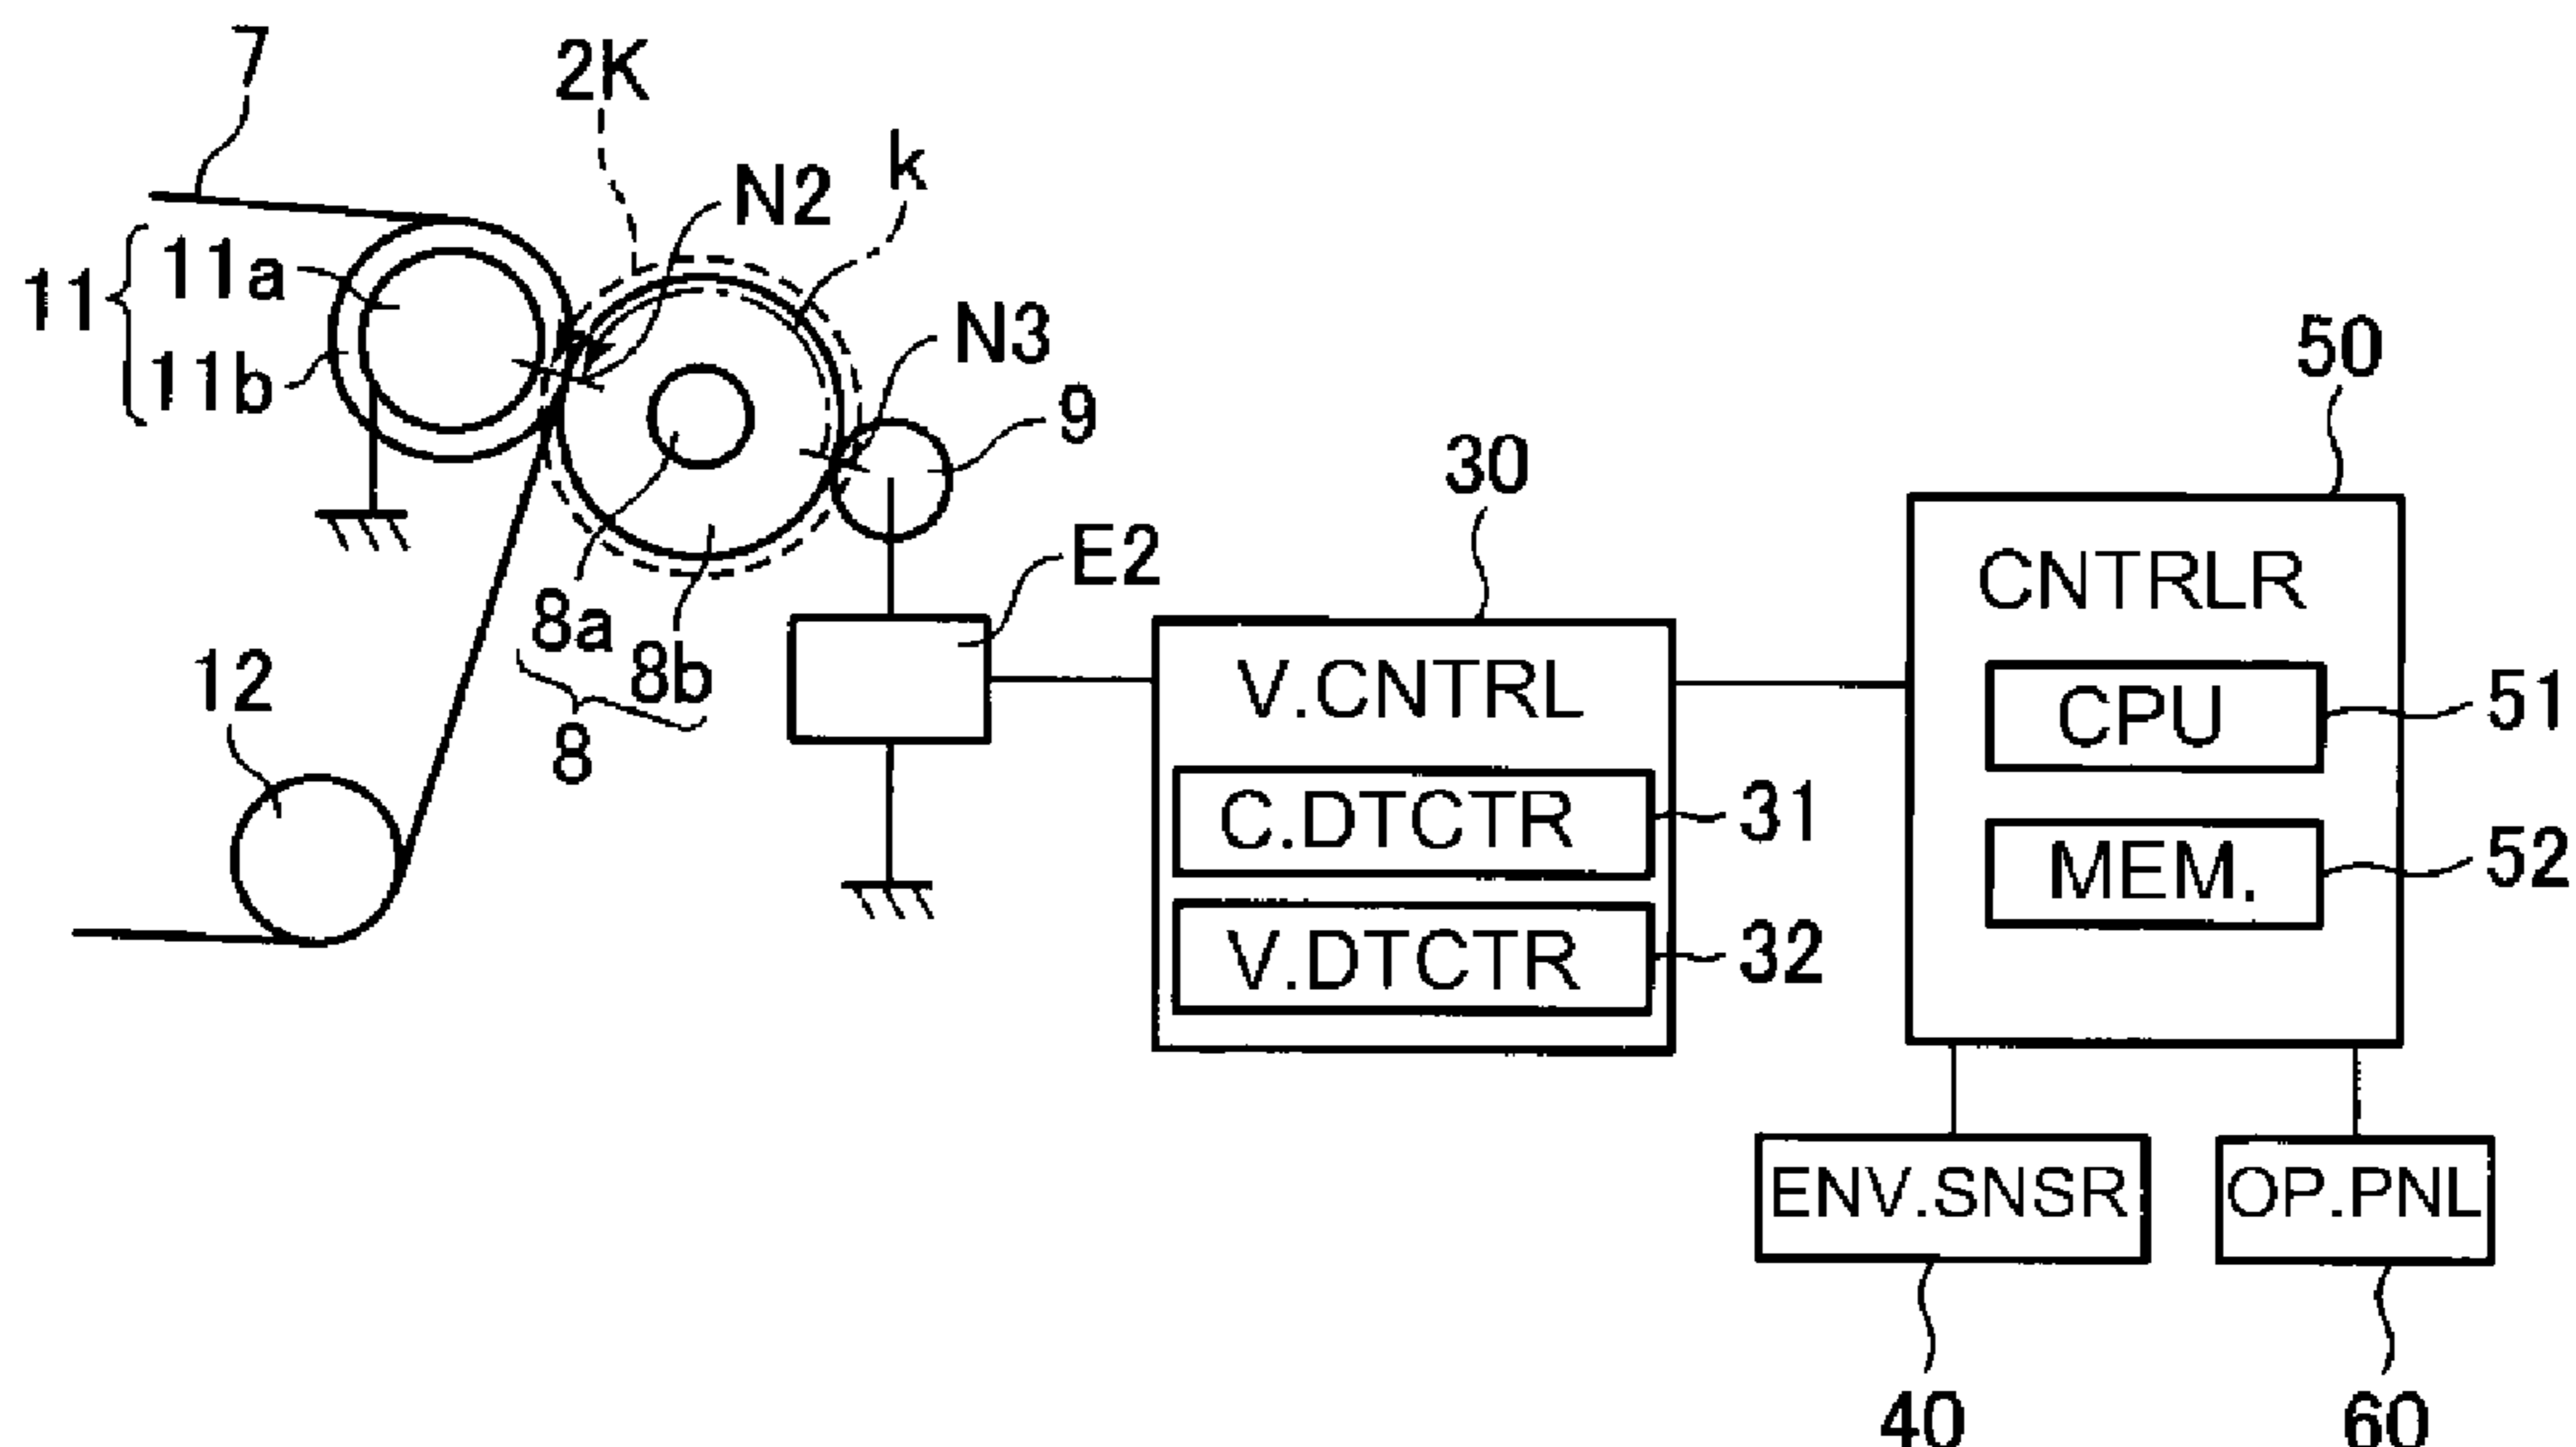 7
2K
k
N2
11
11a
11b
N3
9
50
30
E2
CNTRLR
8a
8b
8
12
V.CNTRL
CPU
51
C.DTCTR
31
MEM.
52
V.DTCTR
32
ENV.SNSR
OP.PNL
40
60